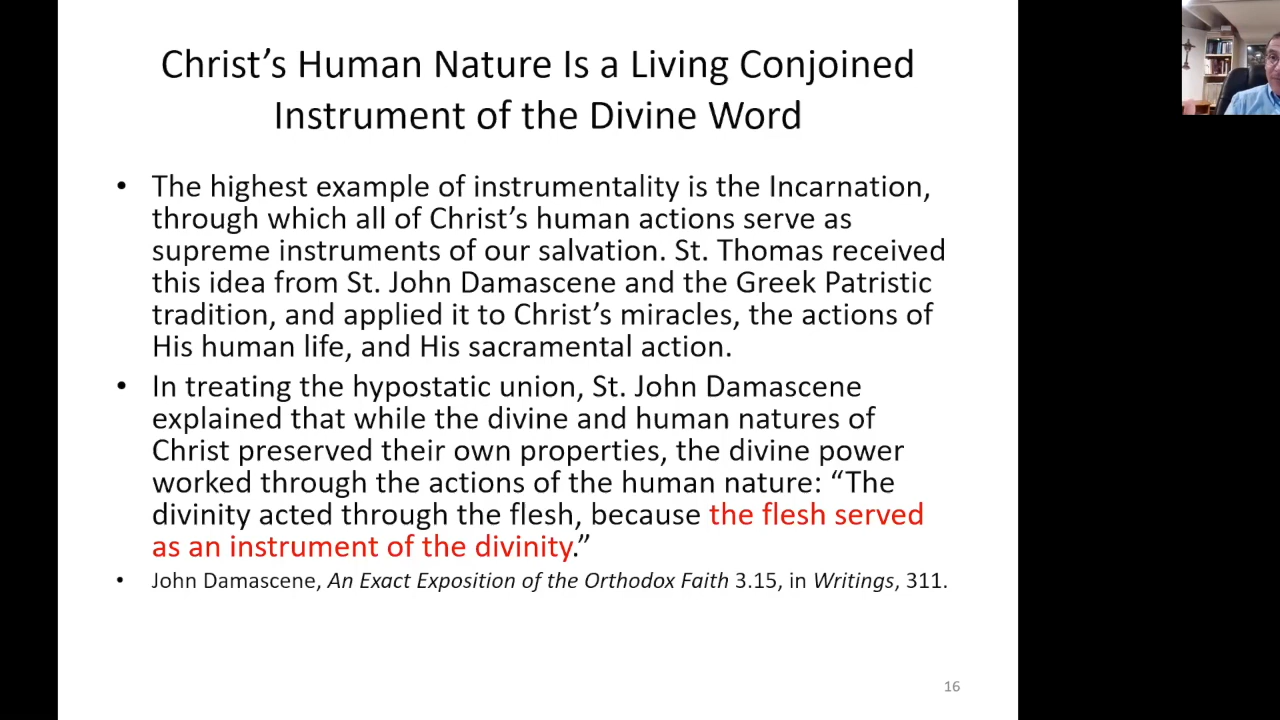 Christ’s Human Nature Is a Living Conjoined
Instrument of the Divine Word
• The highest example of instrumentality is the Incarnation,
through which all of Christ’s human actions serve as
supreme instruments of our salvation. St. Thomas received
this idea from St. John Damascene and the Greek Patristic
tradition, and applied it to Christ’s miracles, the actions of
His human life, and His sacramental action.
• In treating the hypostatic union, St. John Damascene
explained that while the divine and human natures of
Christ preserved their own properties, the divine power
worked through the actions of the human nature: “The
divinity acted through the flesh, because the flesh served
as an instrument of the divinity.”
• John Damascene, An Exact Exposition of the Orthodox Faith 3.15, in Writings, 311.
16